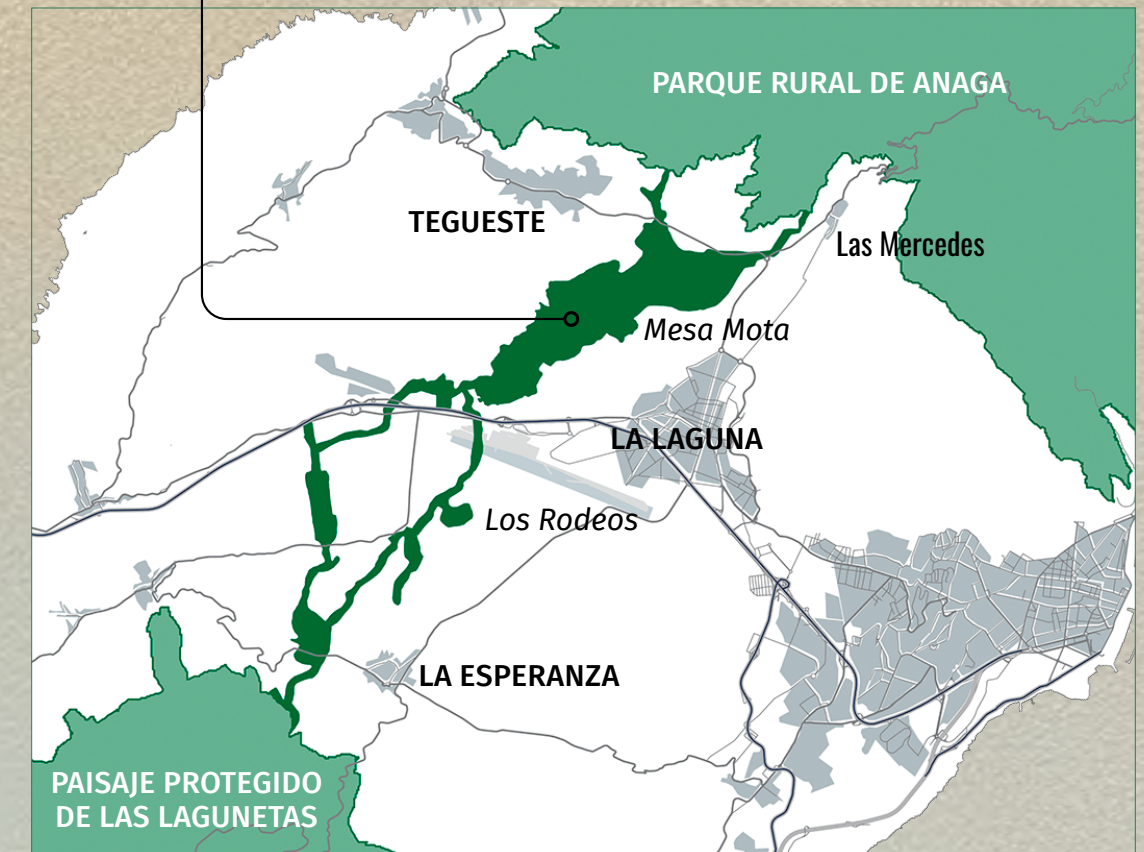 PARQUE RURAL DE ANAGA
TEGUESTE
Las Mercedes
Mesa Mota
LA LAGUNA
Los Rodeos
LA ESPERANZA
PAISAJE PROTEGIDO
DE LAS LAGUNETAS